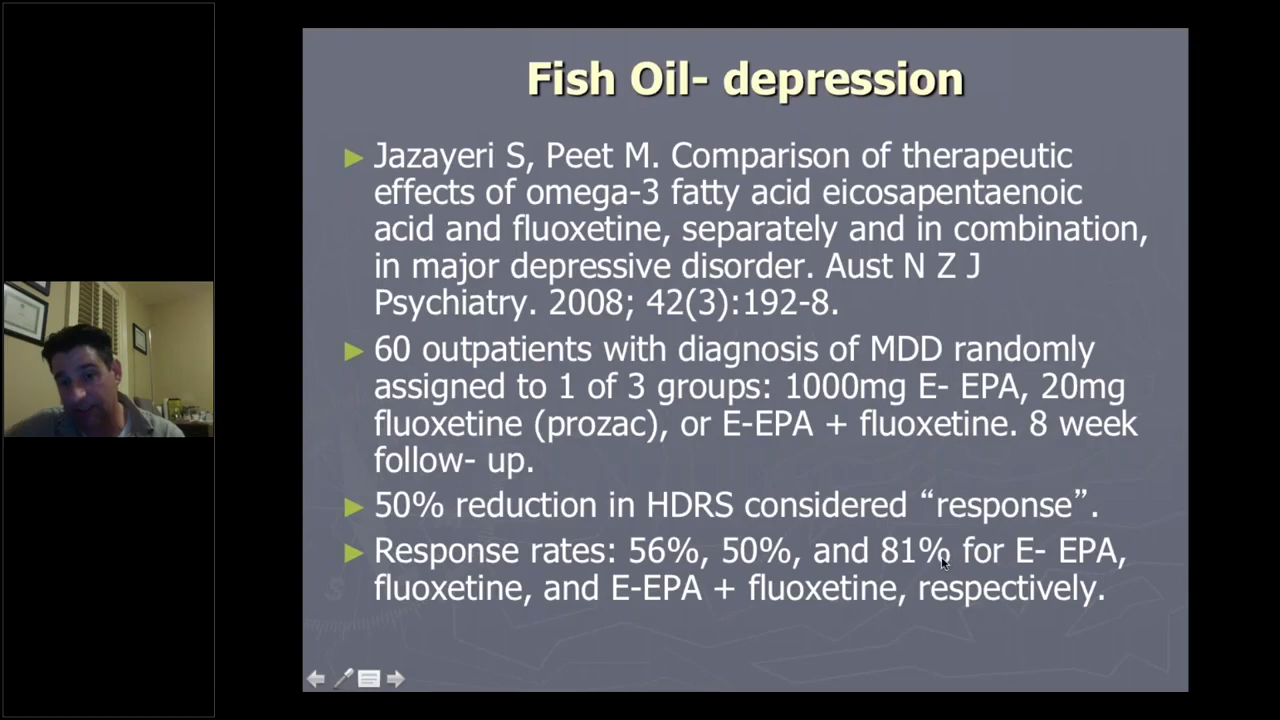 Fish Oil- depression
Jazayeri S, Peet M. Comparison of therapeutic
effects of omega-3 fatty acid eicosapentaenoic
acid and fluoxetine, separately and in combination,
in major depressive disorder. Aust N Z J
Psychiatry. 2008; 42(3):192-8.
60 outpatients with diagnosis of MDD randomly
assigned to 1 of 3 groups: 1000mg E- EPA, 20mg
fluoxetine (prozac), or E-EPA + fluoxetine. 8 week
follow- up.
50% reduction in HDRS considered “response”.
Response rates: 56%, 50%, and 81% for E- EPA,
fluoxetine, and E-EPA + fluoxetine, respectively.